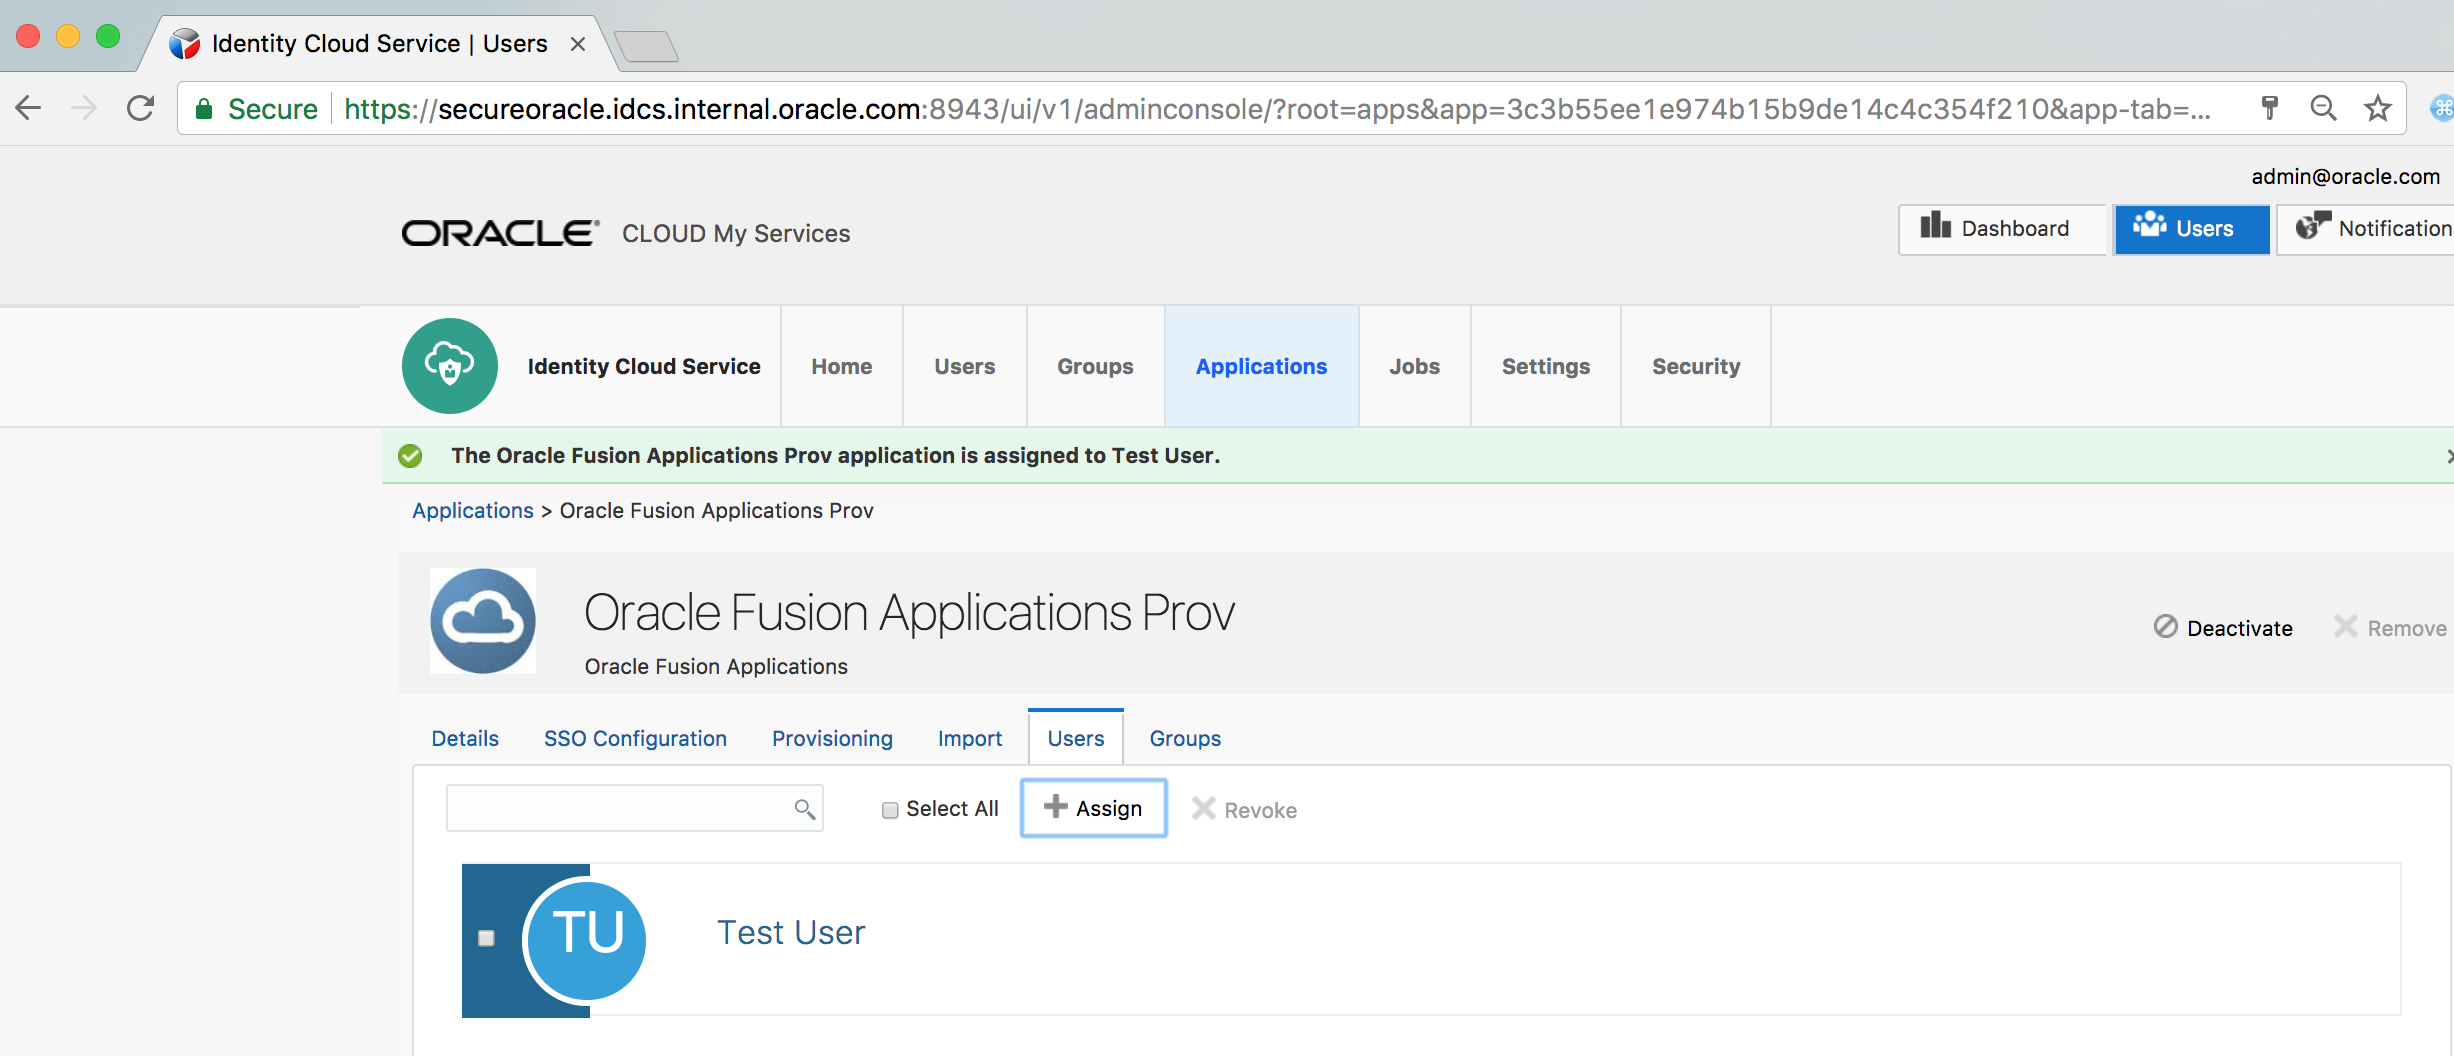 Identity Cloud Service | Users
Secure https://secureoracle.idcs.internal.oracle.com:8943/ui/v1/adminconsole/?root=apps&app=3c3b55ee1e974b15b9de14c4c354f210&app-tab=...
admin@oracle.com
ORACLE CLOUD My Services Dashboard Users Notification
Identity Cloud Service Home Users Groups Applications Jobs Settings Security
The Oracle Fusion Applications Prov application is assigned to Test User.
Applications > Oracle Fusion Applications Prov
Oracle Fusion Applications Prov
Deactivate Remove
Oracle Fusion Applications
Details SSO Configuration Provisioning Import Users Groups
Select All Assign Revoke
TU Test User